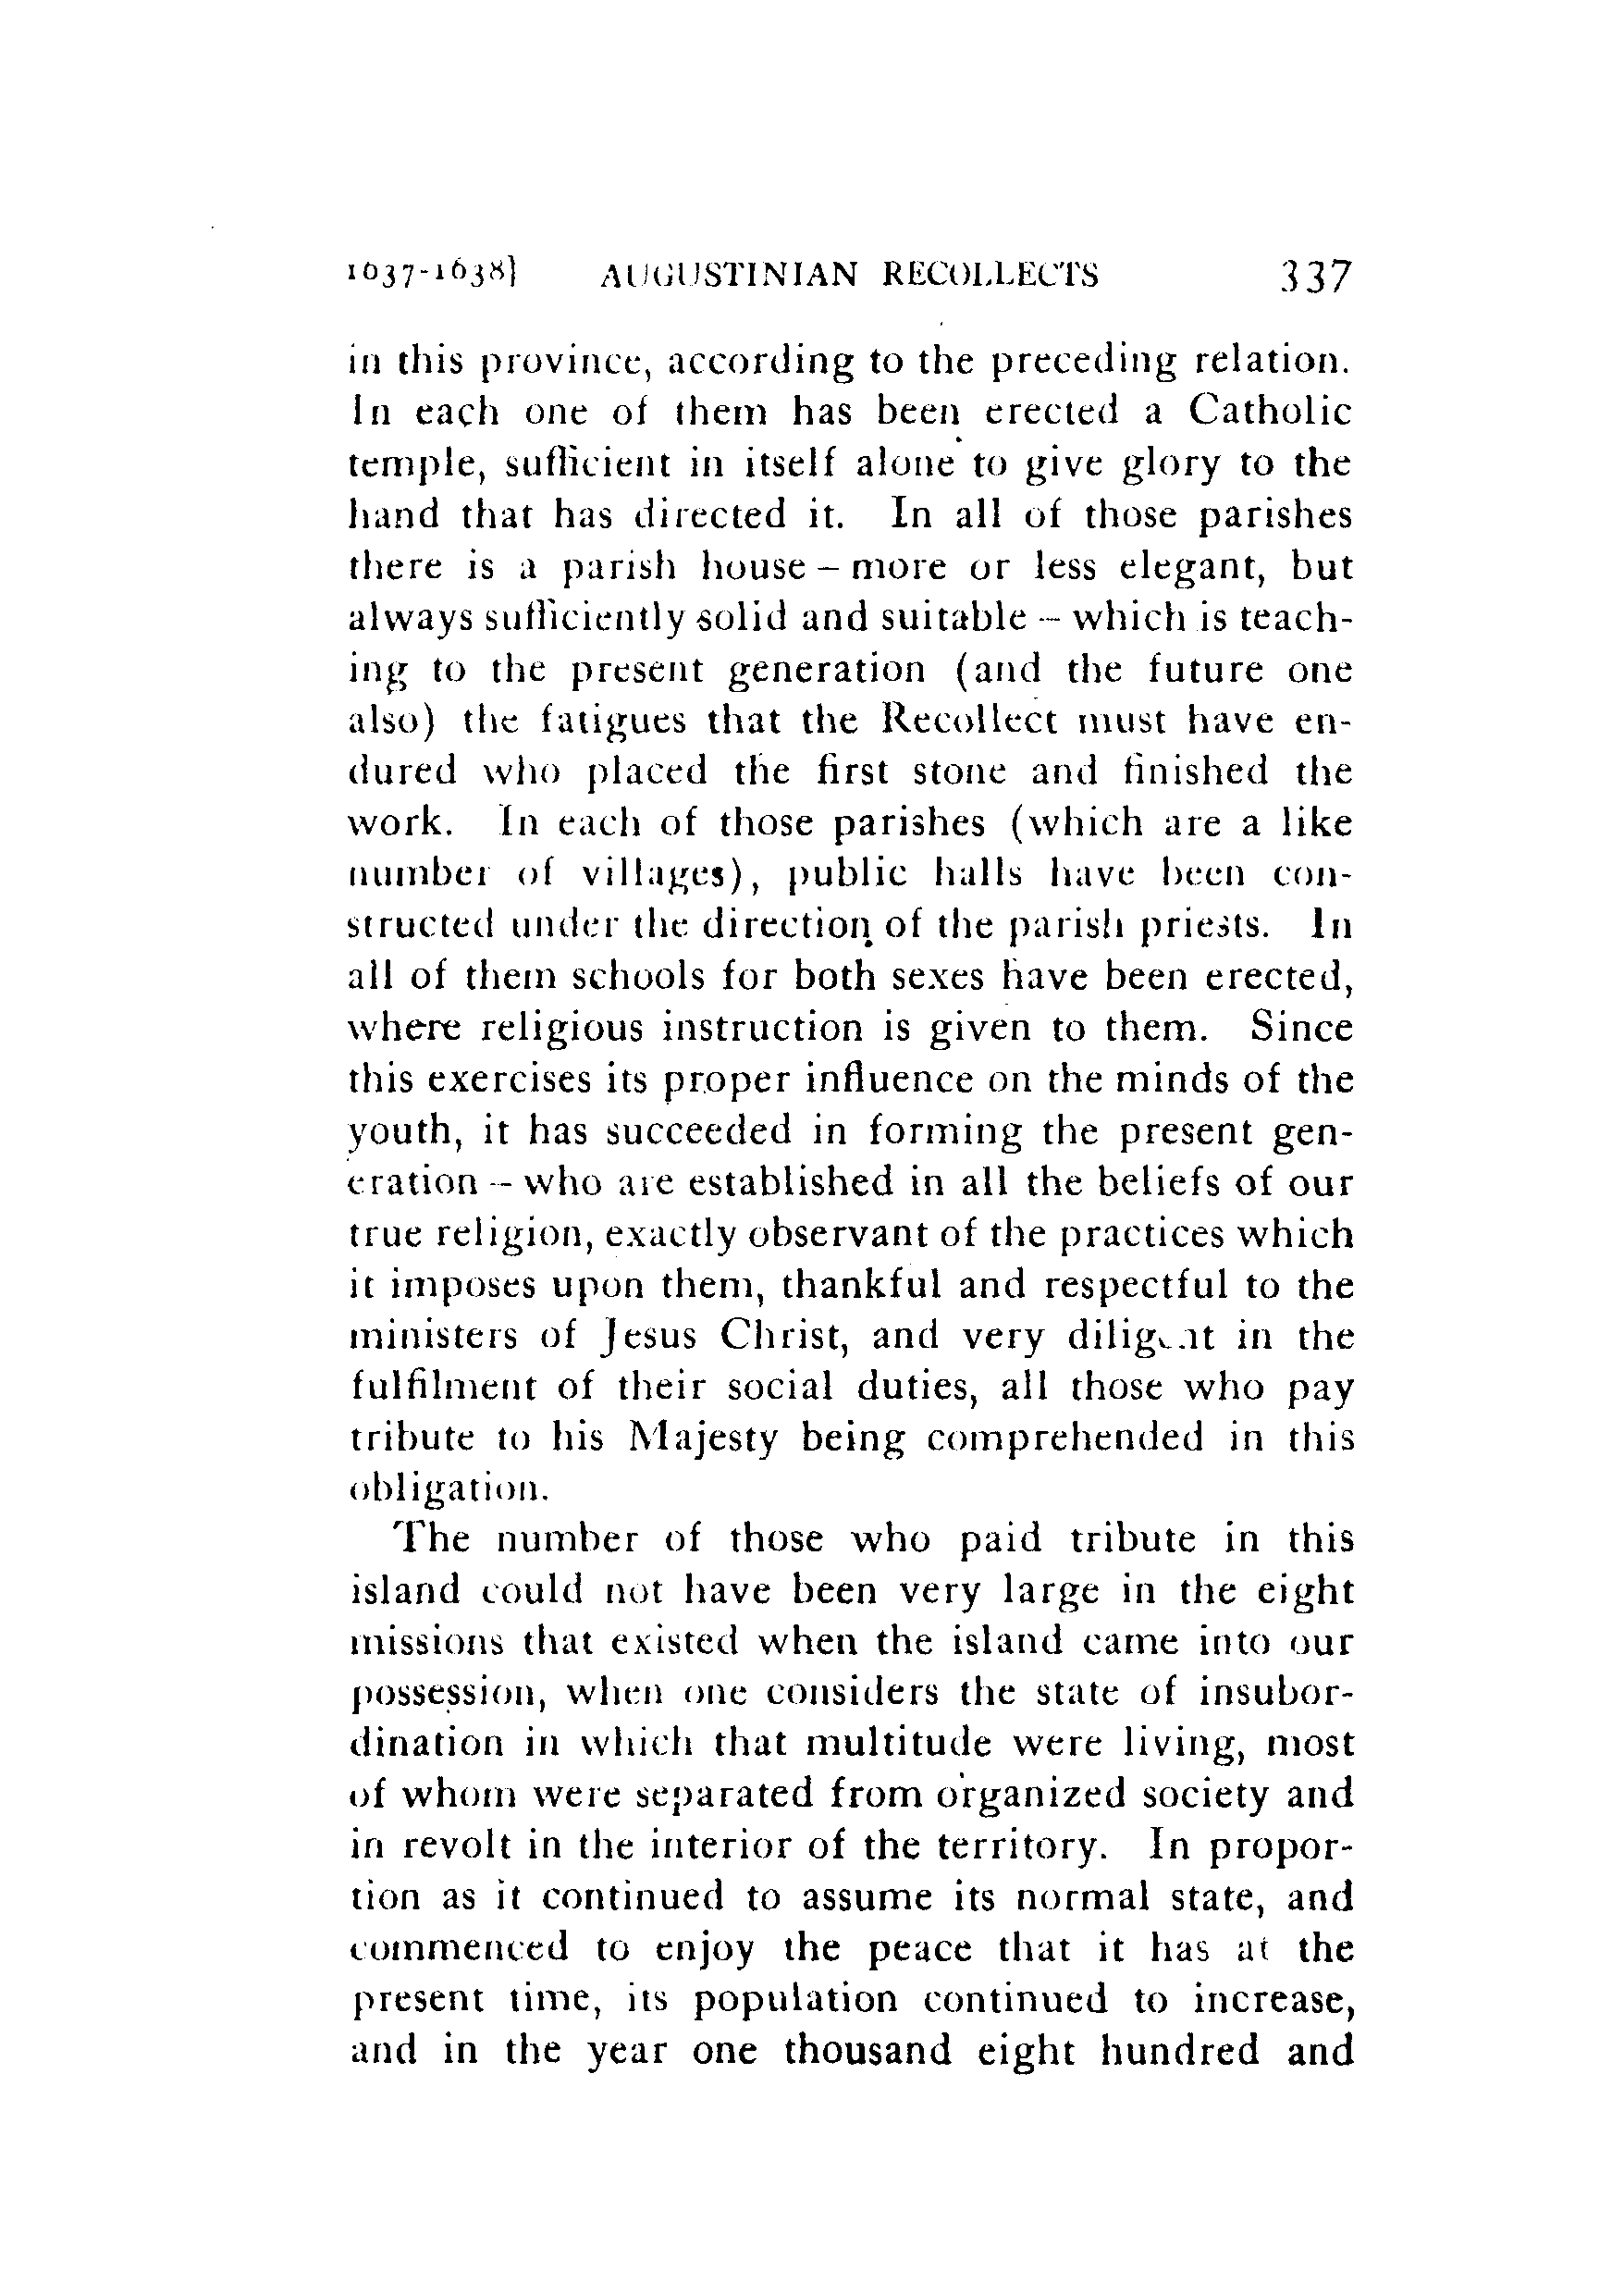 1637-1638] AUGUSTINIAN RECOLLECTS 337
in this province, according to the preceding relation.
In each one of them has been erected a Catholic
temple, sufficient in itself alone to give glory to the
hand that has directed it. In all of those parishes
there is a parish house – more or less elegant, but
always sufficiently solid and suitable – which is teach-
ing to the present generation (and the future one
also) the fatigues that the Recollect must have en-
dured who placed the first stone and finished the
work. In each of those parishes (which are a like
number of villages), public halls have been con-
structed under the direction of the parish priests. In
all of them schools for both sexes have been erected,
where religious instruction is given to them. Since
this exercises its proper influence on the minds of the
youth, it has succeeded in forming the present gen-
eration – who are established in all the beliefs of our
true religion, exactly observant of the practices which
it imposes upon them, thankful and respectful to the
ministers of Jesus Christ, and very diligent in the
fulfilment of their social duties, all those who pay
tribute to his Majesty being comprehended in this
obligation.
The number of those who paid tribute in this
island could not have been very large in the eight
missions that existed when the island came into our
possession, when one considers the state of insubor-
dination in which that multitude were living, most
of whom were separated from organized society and
in revolt in the interior of the territory. In propor-
tion as it continued to assume its normal state, and
commenced to enjoy the peace that it has at the
present time, its population continued to increase,
and in the year one thousand eight hundred and